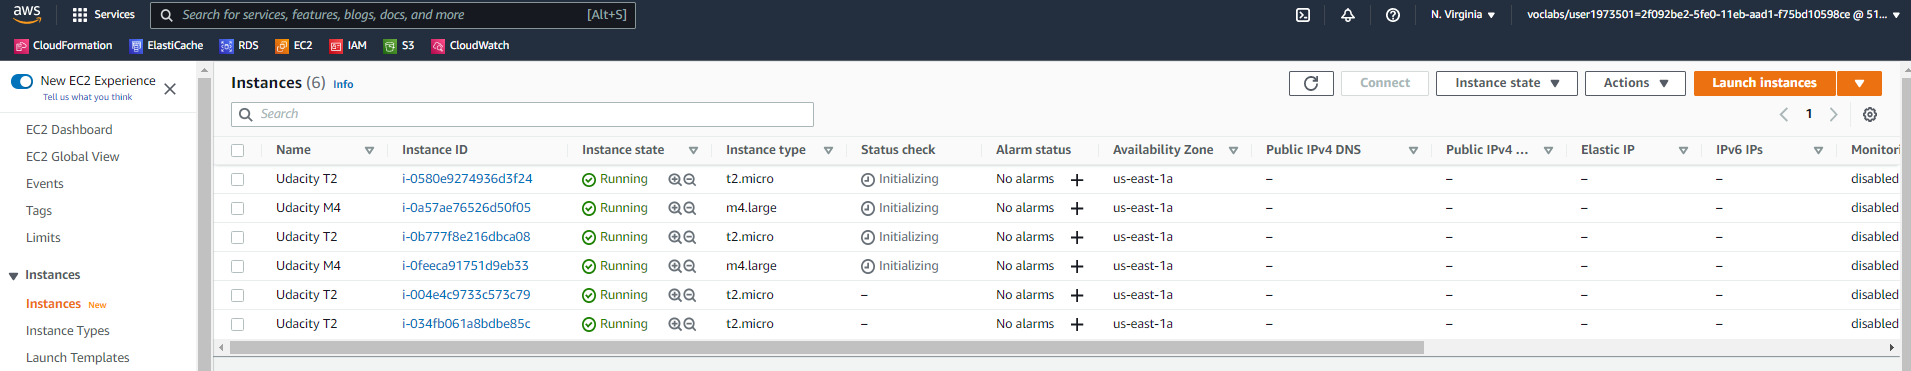 aws Services Search for services, features, blogs, docs, and more [Alt+S] N. Virginia ▼ voclabs/user1973501=2f092be2-5fe0-11eb-aad1-f75bd10598ce @ 51... ▼
CloudFormation ElastiCache RDS EC2 IAM S3 CloudWatch
New EC2 Experience
Tell us what you think
EC2 Dashboard
EC2 Global View
Events
Tags
Limits
Instances
Instances New
Instance Types
Launch Templates
Instances (6) Info Connect Instance state Actions Launch instances
Search 1
Name Instance ID Instance state Instance type Status check Alarm status Availability Zone Public IPv4 DNS Public IPv4 ... Elastic IP IPv6 IPs Monitori
Udacity T2 i-0580e9274936d3f24 Running t2.micro Initializing No alarms + us-east-1a – – – – disabled
Udacity M4 i-0a57ae76526d50f05 Running m4.large Initializing No alarms + us-east-1a – – – – disabled
Udacity T2 i-0b777f8e216dbca08 Running t2.micro Initializing No alarms + us-east-1a – – – – disabled
Udacity M4 i-0feeca91751d9eb33 Running m4.large Initializing No alarms + us-east-1a – – – – disabled
Udacity T2 i-004e4c9733c573c79 Running t2.micro – No alarms + us-east-1a – – – – disabled
Udacity T2 i-034fb061a8bdbe85c Running t2.micro – No alarms + us-east-1a – – – – disabled